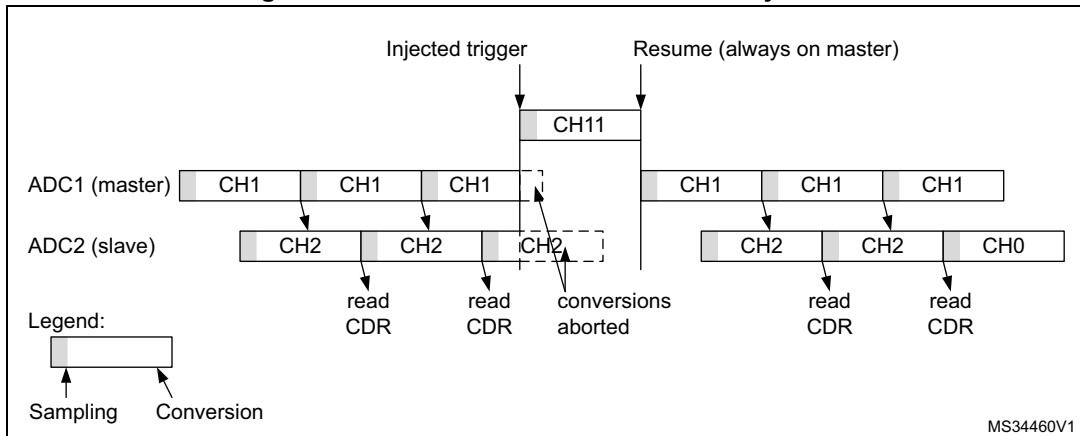 Injected trigger
Resume (always on master)
CH11
ADC1 (master)
CH1
CH1
CH1
CH1
CH1
CH1
ADC2 (slave)
CH2
CH2
CH2
CH2
CH2
CH0
read
CDR
read
CDR
conversions
aborted
read
CDR
read
CDR
Legend:
Sampling
Conversion
MS34460V1